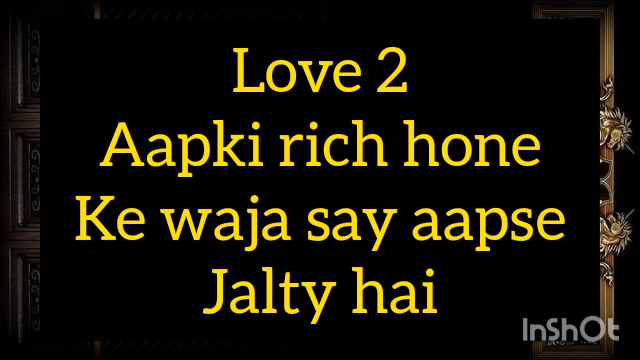 Love 2
Aapki rich hone
Ke waja say aapse
Jalty hai
InShOt